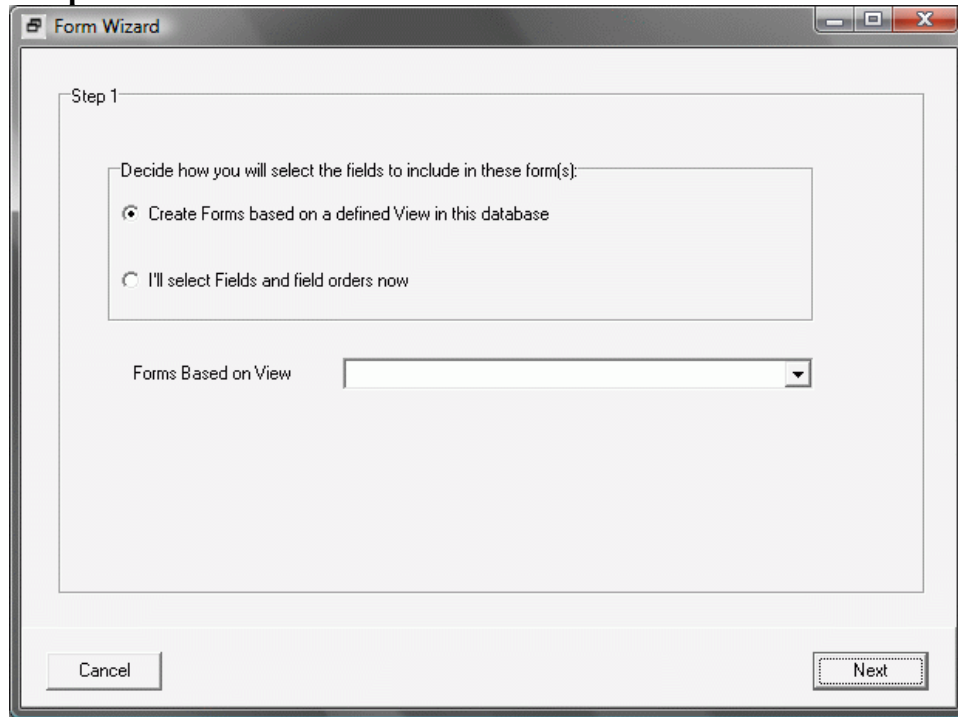 Form Wizard
Step 1
Decide how you will select the fields to include in these form(s):
Create Forms based on a defined View in this database
I'll select Fields and field orders now
Forms Based on View
Cancel
Next